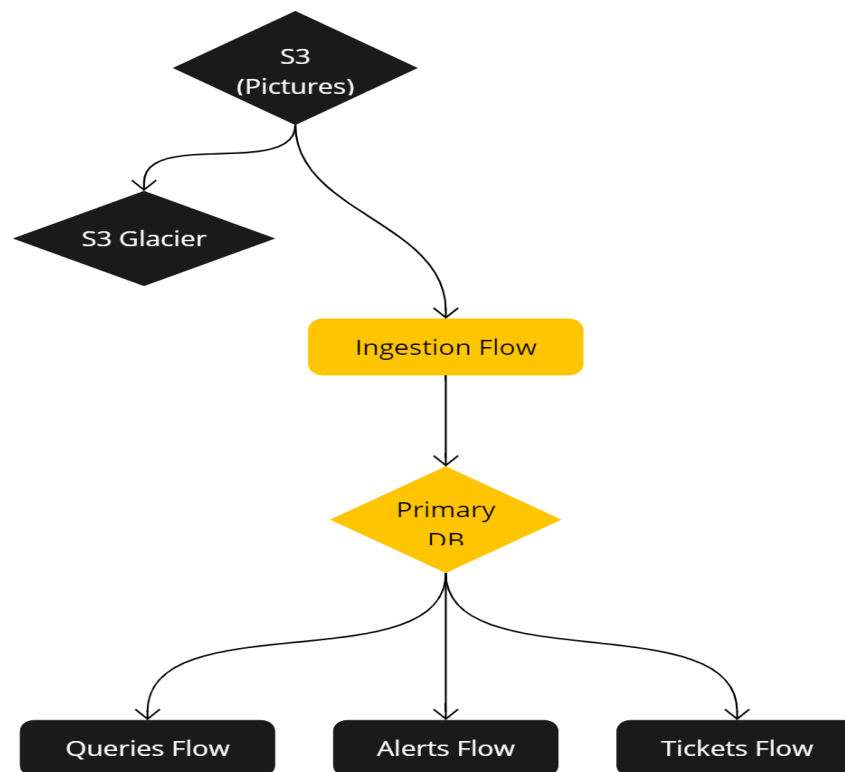 S3
(Pictures)
S3 Glacier
Ingestion Flow
Primary
DB
Queries Flow
Alerts Flow
Tickets Flow